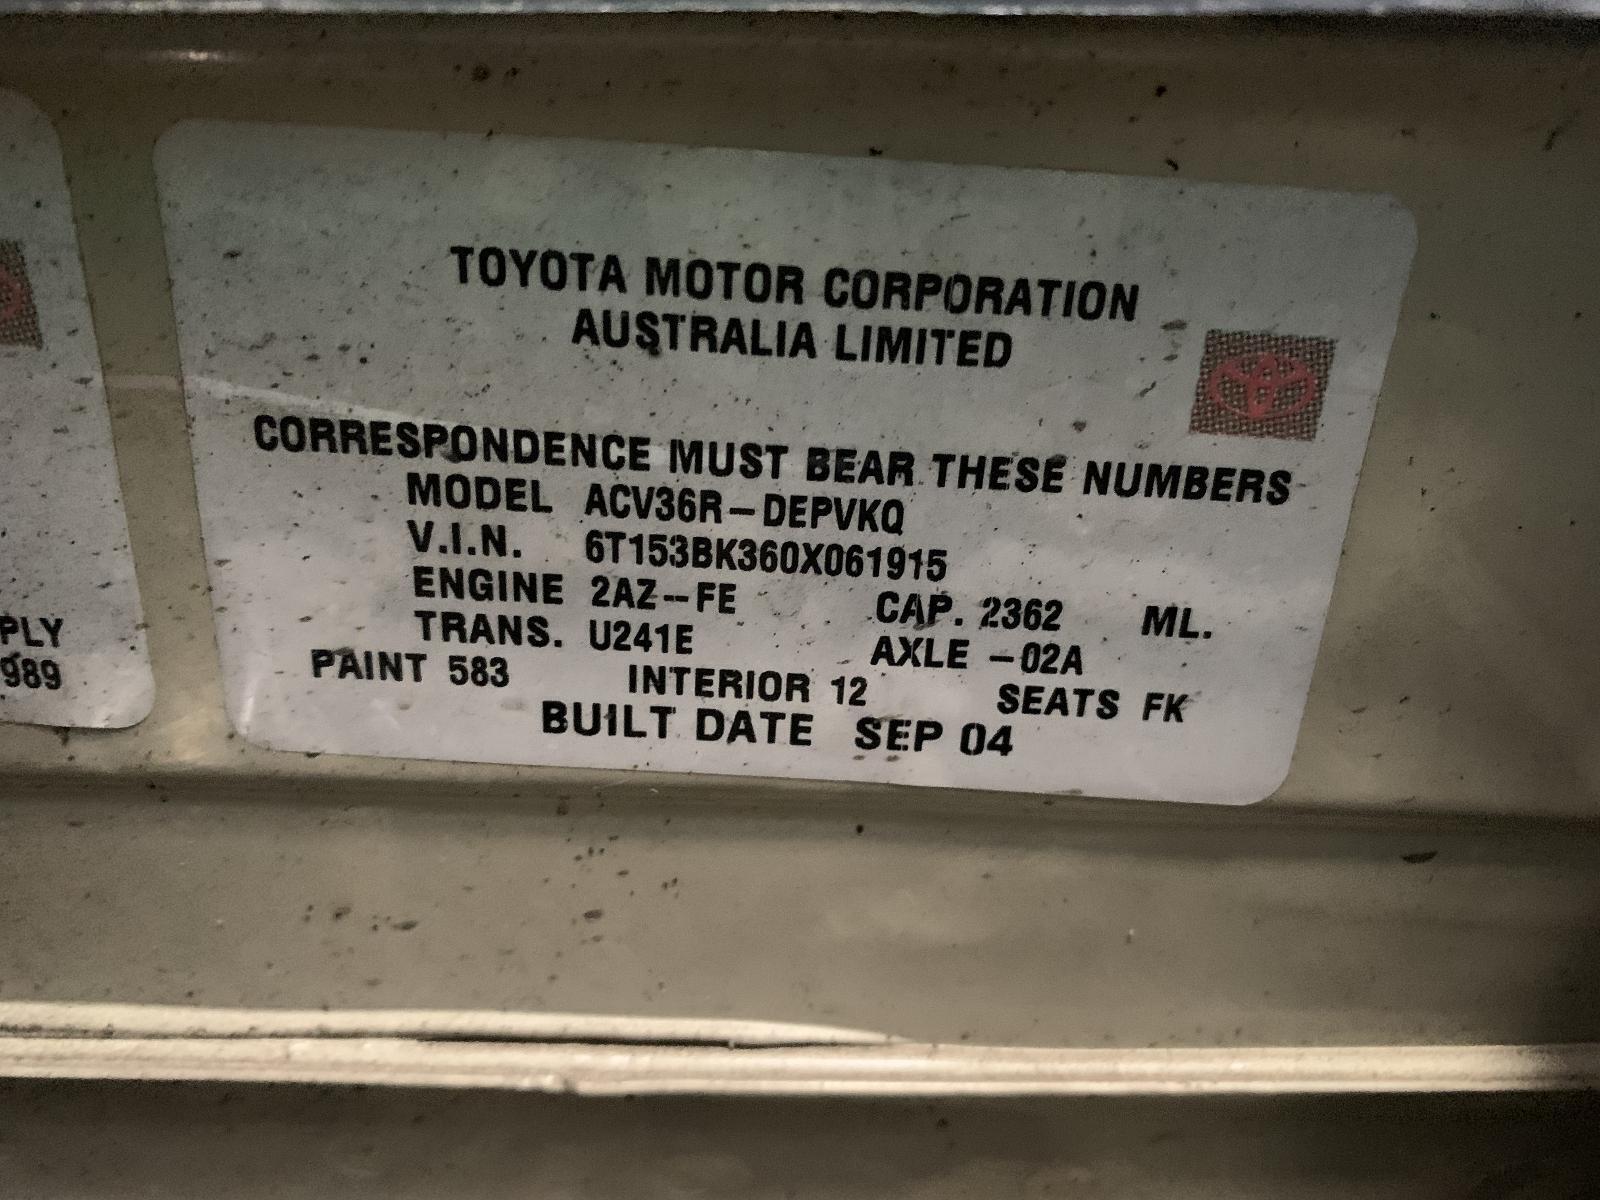 TOYOTA MOTOR CORPORATION
AUSTRALIA LIMITED
CORRESPONDENCE MUST BEAR THESE NUMBERS
MODEL ACV36R-DEPVKQ
V.I.N. 6T153BK360X061915
ENGINE 2AZ--FE CAP. 2362 ML.
TRANS. U241E AXLE -02A
PAINT 583 INTERIOR 12 SEATS FK
BUILT DATE SEP 04
PLY
989